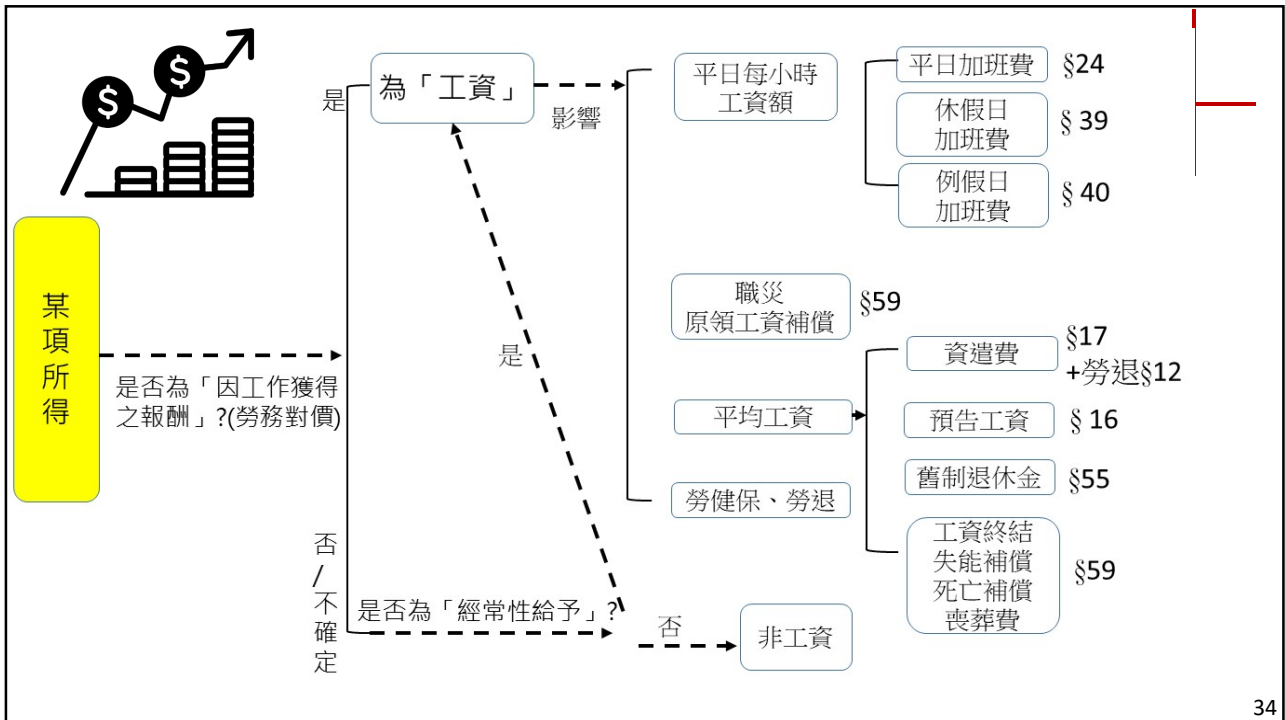 $
$
某
項
所
得
是否為「因工作獲得
之報酬」?(勞務對價)
是
為「工資」
影響
平日每小時
工資額
平日加班費 §24
休假日
加班費
§ 39
例假日
加班費
§ 40
職災
原領工資補償
§59
平均工資
資遣費
§17
+勞退§12
預告工資 § 16
舊制退休金 §55
工資終結
失能補償
死亡補償
喪葬費
§59
勞健保、勞退
是
否
/
不
確
定
是否為「經常性給予」?
否
非工資
34